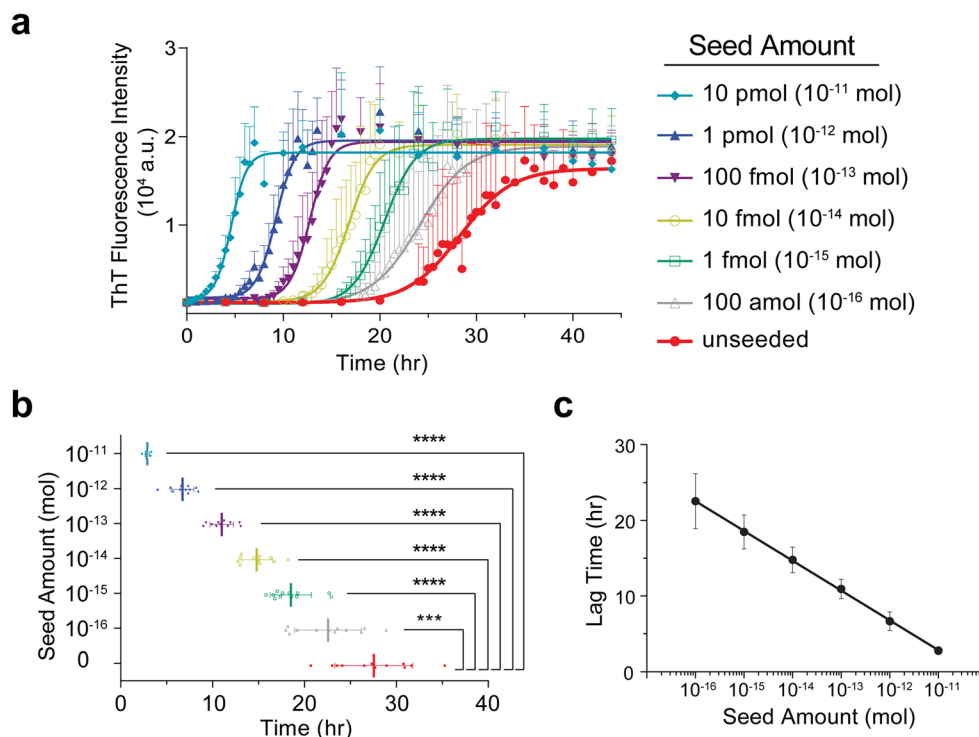 a
3
2
1
ThT Fluorescence Intensity
(10⁴ a.u.)
0
10
20
30
40
Time (hr)
Seed Amount
10 pmol (10⁻¹¹ mol)
1 pmol (10⁻¹² mol)
100 fmol (10⁻¹³ mol)
10 fmol (10⁻¹⁴ mol)
1 fmol (10⁻¹⁵ mol)
100 amol (10⁻¹⁶ mol)
unseeded
b
Seed Amount (mol)
10⁻¹¹
10⁻¹²
10⁻¹³
10⁻¹⁴
10⁻¹⁵
10⁻¹⁶
0
****
****
****
****
****
***
0
10
20
30
40
Time (hr)
c
Lag Time (hr)
30
20
10
0
10⁻¹⁶
10⁻¹⁵
10⁻¹⁴
10⁻¹³
10⁻¹²
10⁻¹¹
Seed Amount (mol)